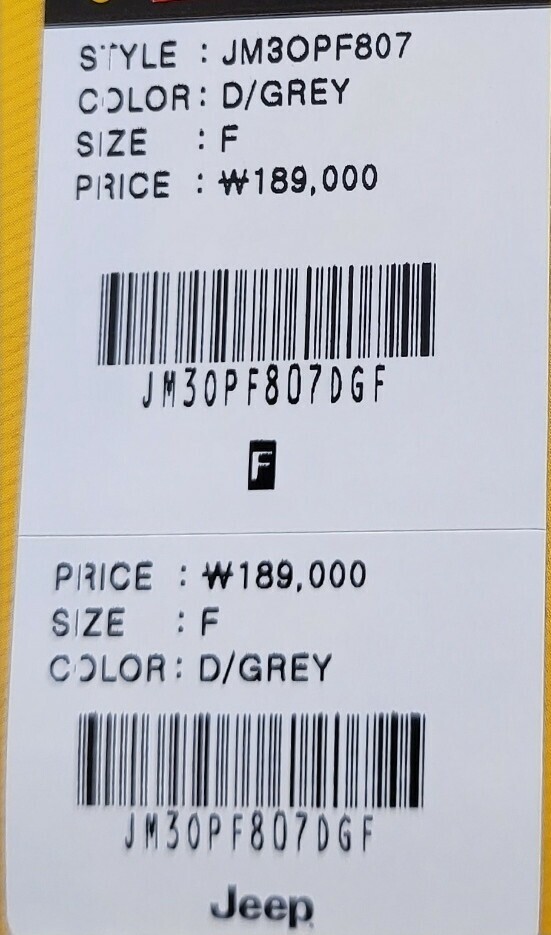 STYLE : JM3OPF807
COLOR: D/GREY
SIZE : F
PRICE : ₩189,000
JM30PF807DGF
F
PRICE : ₩189,000
SIZE : F
COLOR: D/GREY
JM30PF807DGF
Jeep